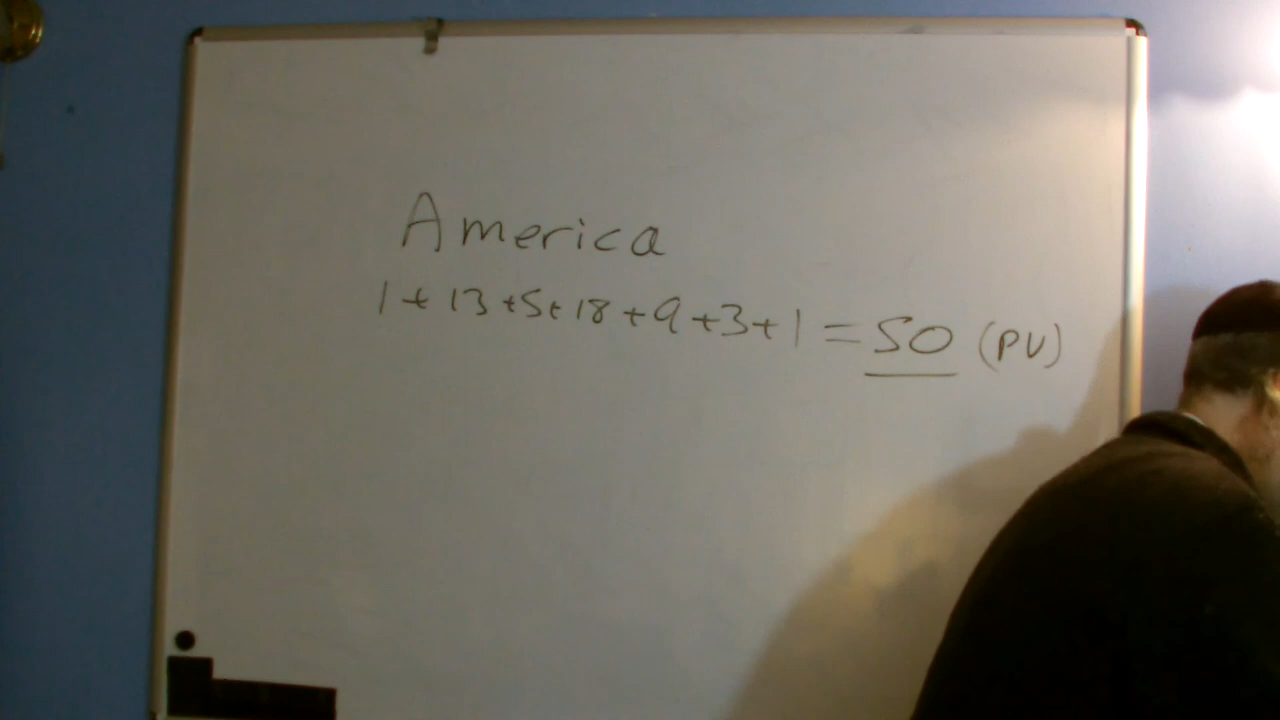 America
1 + 13 + 5 + 18 + 9 + 3 + 1 = 50 (PV)